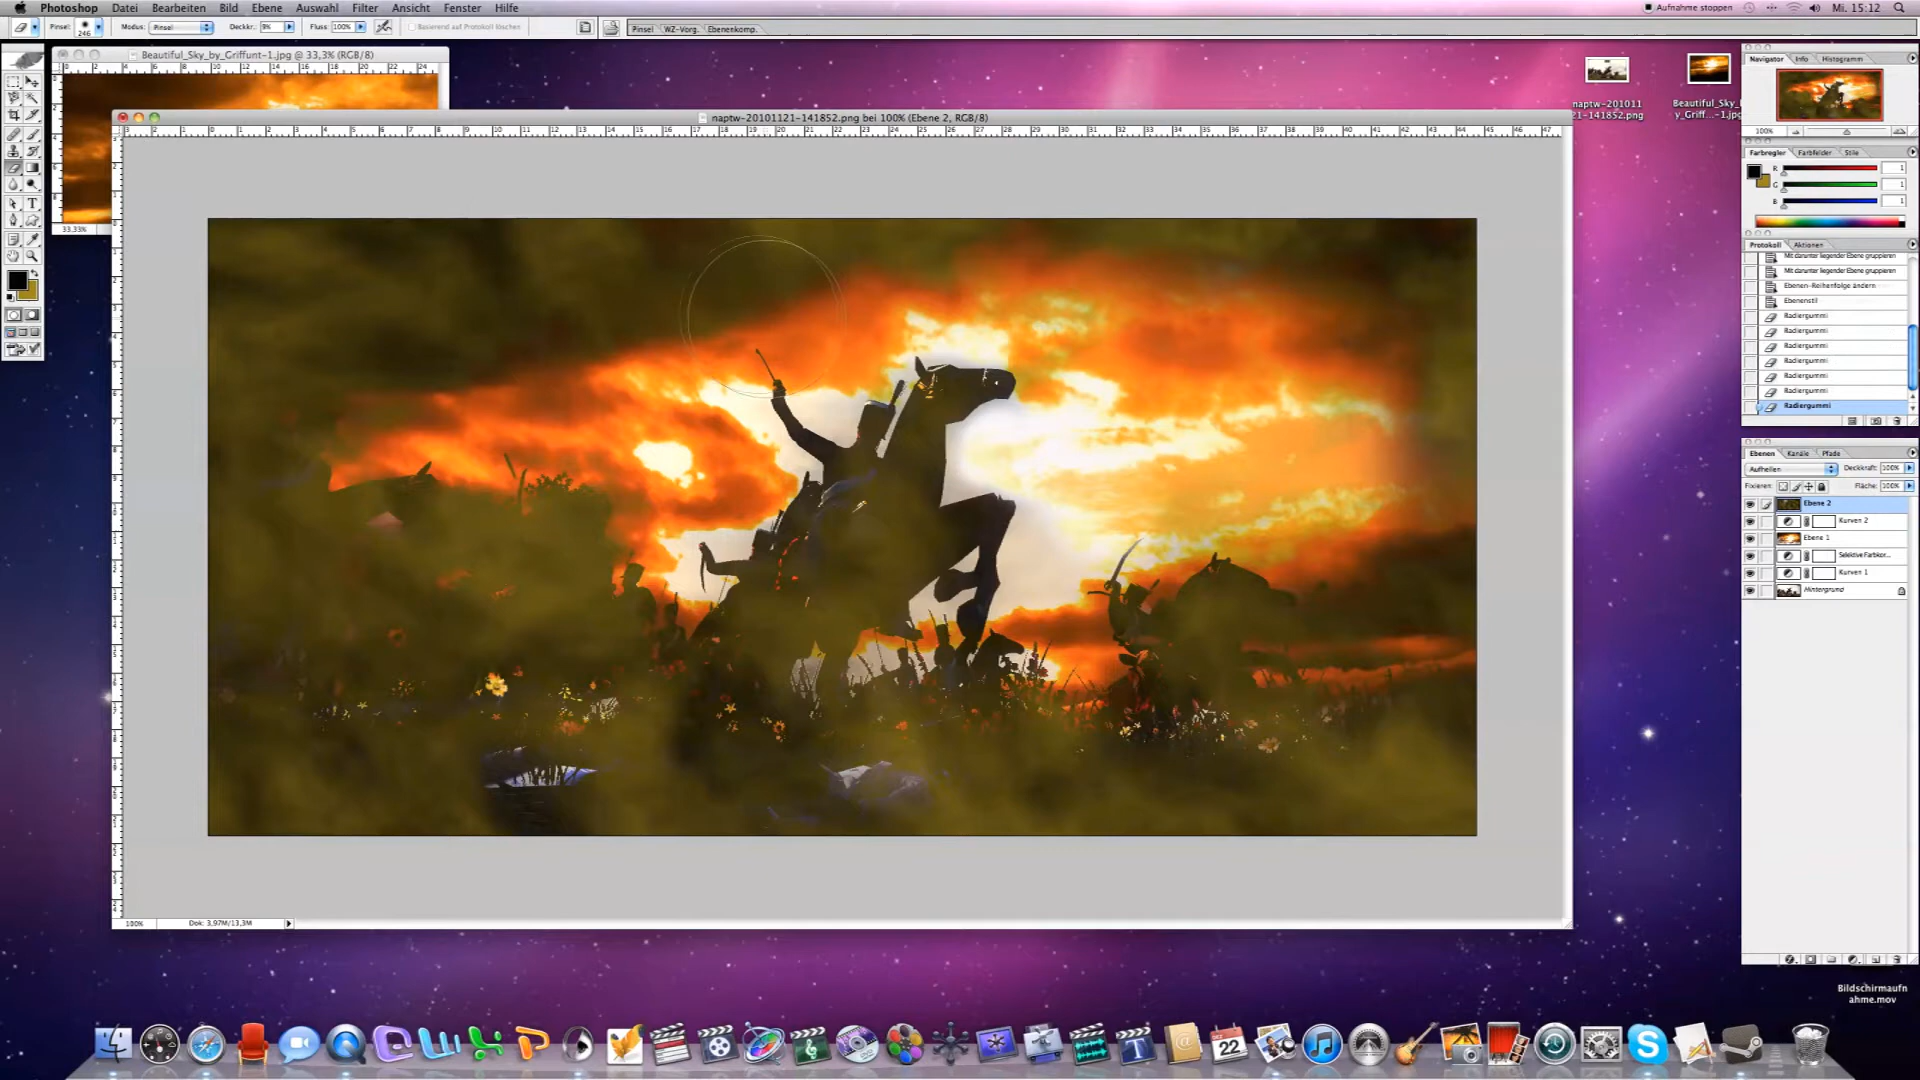 Photoshop Datei Bearbeiten Bild Ebene Auswahl Filter Ansicht Fenster Hilfe
Aufnahme stoppen Mi. 15:12
Pinsel: 246 Modus: Pinsel Deckkr.: 9% Fluss: 100% Basierend auf Protokoll löschen
Pinsel WZ-Vorg. Ebenenkomp.
Beautiful_Sky_by_Griffunt-1.jpg @ 33,3% (RGB/8)
naptw-20101121-141852.png bei 100% (Ebene 2, RGB/8)
33,33%
naptw-201011
21-141852.png
Beautiful_Sky_b
y_Griff...-1.jpg
Navigator Info Histogramm
100%
Farbregler Farbfelder Stile
R 1
G 1
B 1
Protokoll Aktionen
Mit darunter liegender Ebene gruppieren
Mit darunter liegender Ebene gruppieren
Ebenen-Reihenfolge ändern
Ebenenstil
Radiergummi
Radiergummi
Radiergummi
Radiergummi
Radiergummi
Radiergummi
Radiergummi
Ebenen Kanäle Pfade
Aufhellen Deckkraft: 100%
Fixieren: Fläche: 100%
Ebene 2
Kurven 2
Ebene 1
Selektive Farbkor...
Kurven 1
Hintergrund
100% Dok: 3,97M/13,3M
Bildschirmaufn
ahme.mov
22